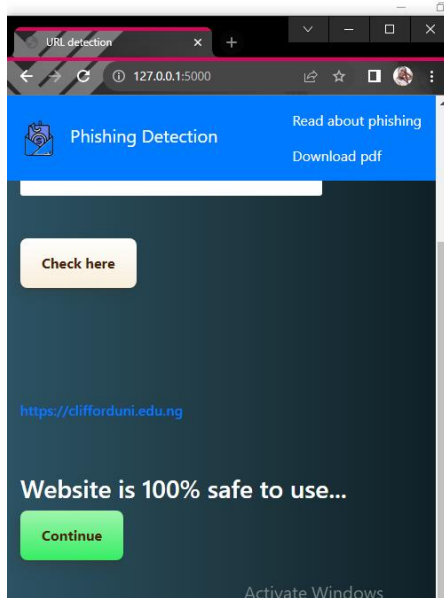 URL detection
127.0.0.1:5000
Phishing Detection
Read about phishing
Download pdf
Check here
https://clifforduni.edu.ng
Website is 100% safe to use...
Continue
Activate Windows